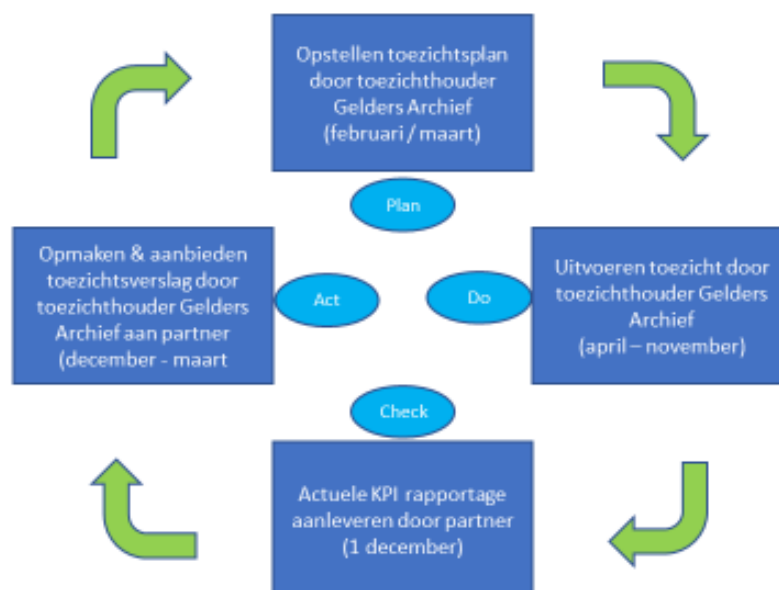 Opstellen toezichtsplan
door toezichthouder
Gelders Archief
(februari / maart)
Plan
Opmaken & aanbieden
toezichtsverslag door
toezichthouder Gelders
Archief aan partner
(december - maart
Act
Do
Uitvoeren toezicht door
toezichthouder Gelders
Archief
(april – november)
Check
Actuele KPI rapportage
aanleveren door partner
(1 december)